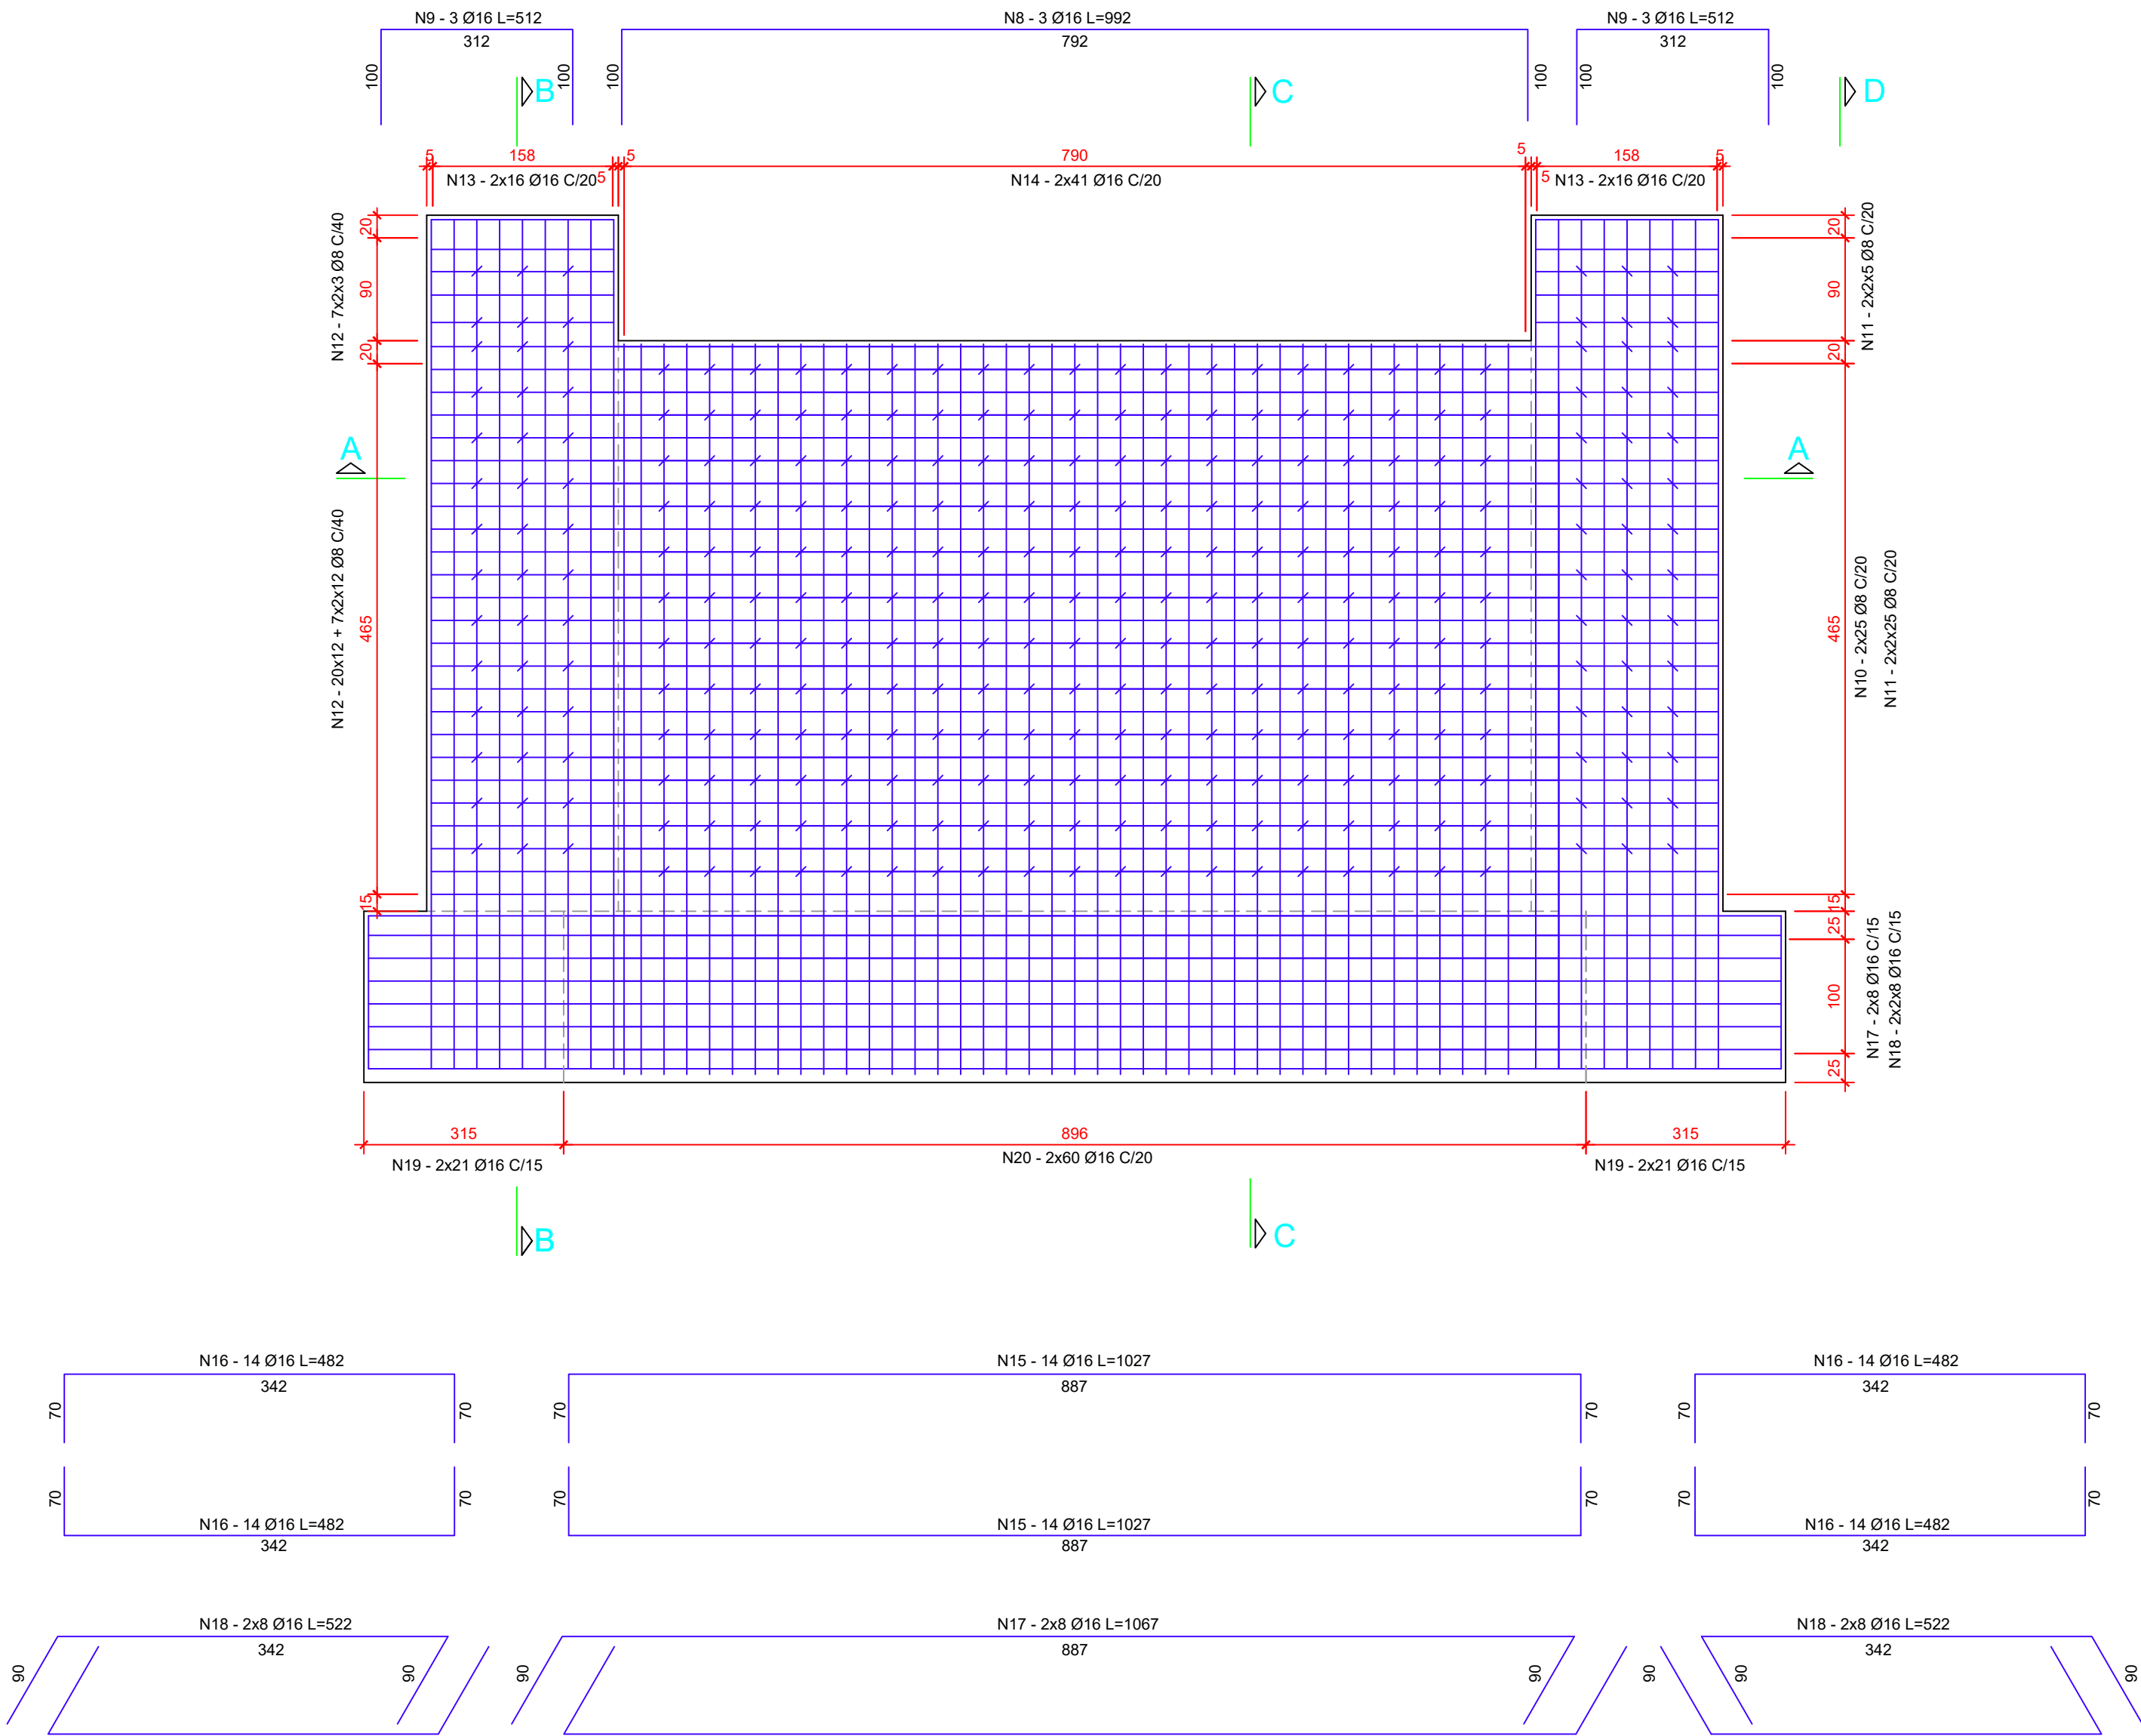 N9 - 3 Ø16 L=512
312
100
100
N8 - 3 Ø16 L=992
792
100
100
N9 - 3 Ø16 L=512
312
100
100
B
C
D
5
158
5
5
790
5
5
158
5
N13 - 2x16 Ø16 C/20
N14 - 2x41 Ø16 C/20
N13 - 2x16 Ø16 C/20
N12 - 7x2x3 Ø8 C/40
20
90
20
20
90
20
N11 - 2x2x5 Ø8 C/20
A
A
N12 - 20x12 + 7x2x12 Ø8 C/40
465
465
N10 - 2x25 Ø8 C/20
N11 - 2x25 Ø8 C/20
15
15
25
100
25
N17 - 2x8 Ø16 C/15
N18 - 2x2x8 Ø16 C/15
315
896
315
N19 - 2x21 Ø16 C/15
N20 - 2x60 Ø16 C/20
N19 - 2x21 Ø16 C/15
B
C
N16 - 14 Ø16 L=482
342
70
70
N15 - 14 Ø16 L=1027
887
70
70
N16 - 14 Ø16 L=482
342
70
70
70
70
N16 - 14 Ø16 L=482
342
70
70
N15 - 14 Ø16 L=1027
887
70
70
N16 - 14 Ø16 L=482
342
N18 - 2x8 Ø16 L=522
342
90
90
N17 - 2x8 Ø16 L=1067
887
90
90
N18 - 2x8 Ø16 L=522
342
90
90
90